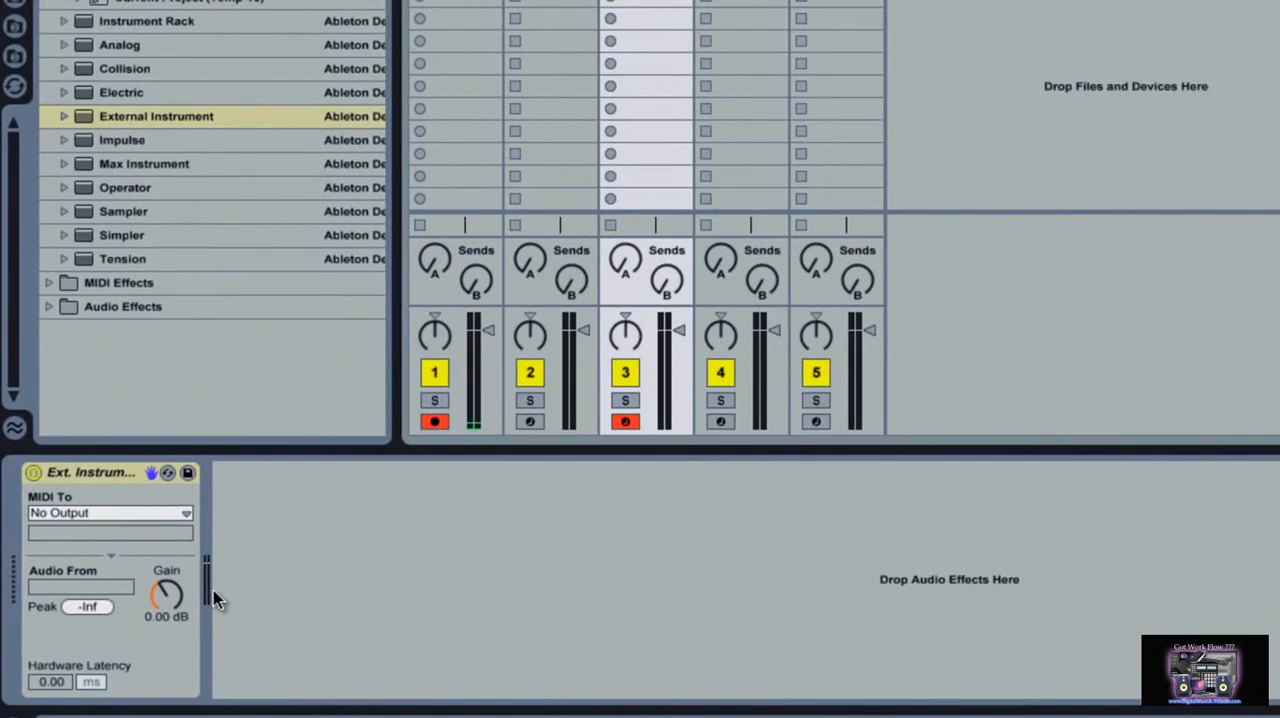 Instrument Rack Ableton De
Analog Ableton De
Collision Ableton De
Electric Ableton De
External Instrument Ableton De
Impulse Ableton De
Max Instrument Ableton De
Operator Ableton De
Sampler Ableton De
Simpler Ableton De
Tension Ableton De
MIDI Effects
Audio Effects
Drop Files and Devices Here
Sends Sends Sends Sends Sends
A A A A A
B B B B B
1 2 3 4 5
S S S S S
Ext. Instrum...
MIDI To
No Output
Audio From Gain
Peak -Inf
0.00 dB
Hardware Latency
0.00 ms
Drop Audio Effects Here
Got Work Flow ???